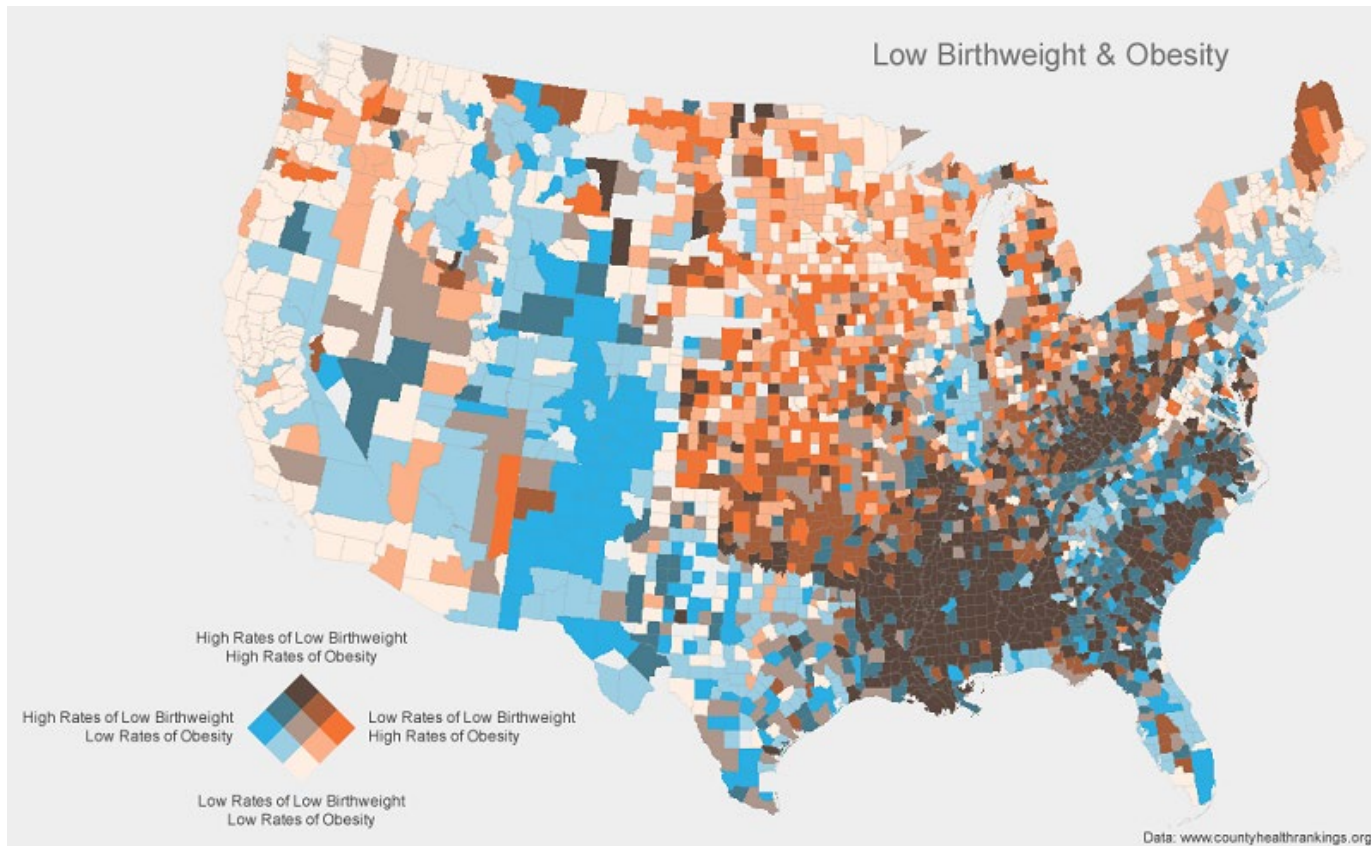 Low Birthweight & Obesity
High Rates of Low Birthweight
High Rates of Obesity
High Rates of Low Birthweight
Low Rates of Obesity
Low Rates of Low Birthweight
High Rates of Obesity
Low Rates of Low Birthweight
Low Rates of Obesity
Data: www.countyhealthrankings.org